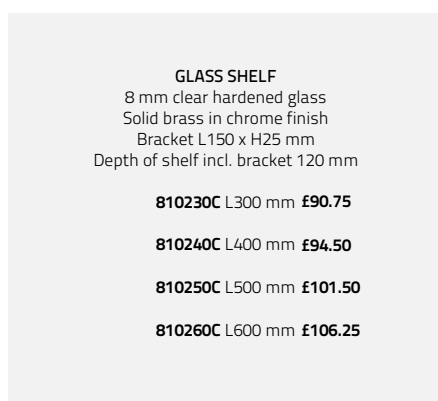 GLASS SHELF
8 mm clear hardened glass
Solid brass in chrome finish
Bracket L150 x H25 mm
Depth of shelf incl. bracket 120 mm
810230C L300 mm £90.75
810240C L400 mm £94.50
810250C L500 mm £101.50
810260C L600 mm £106.25